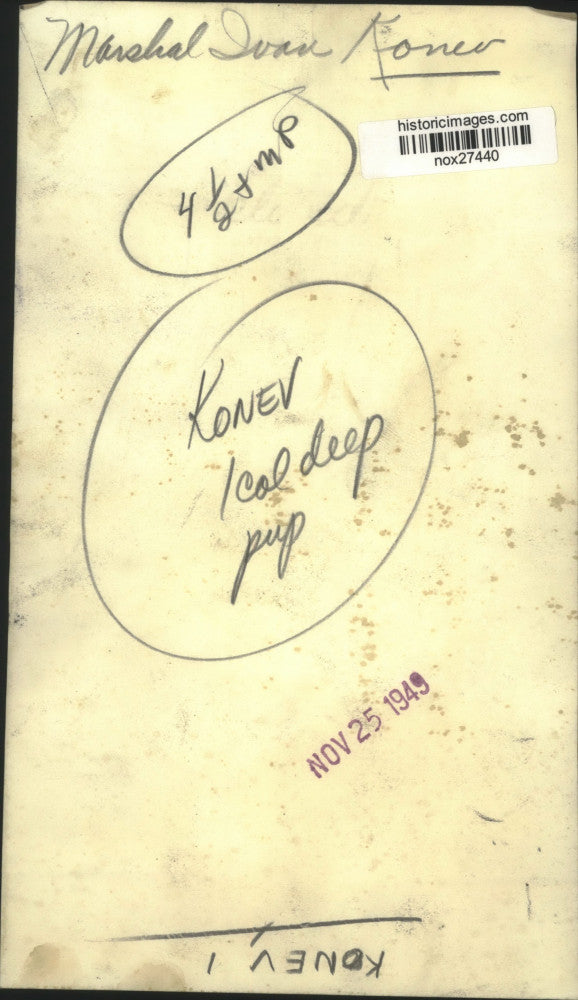 Marshal Ivan Konev
historicimages.com
nox27440
4 1/2 x mp
KONEV
1 col deep
pup
NOV 25 1949
KONEV 1